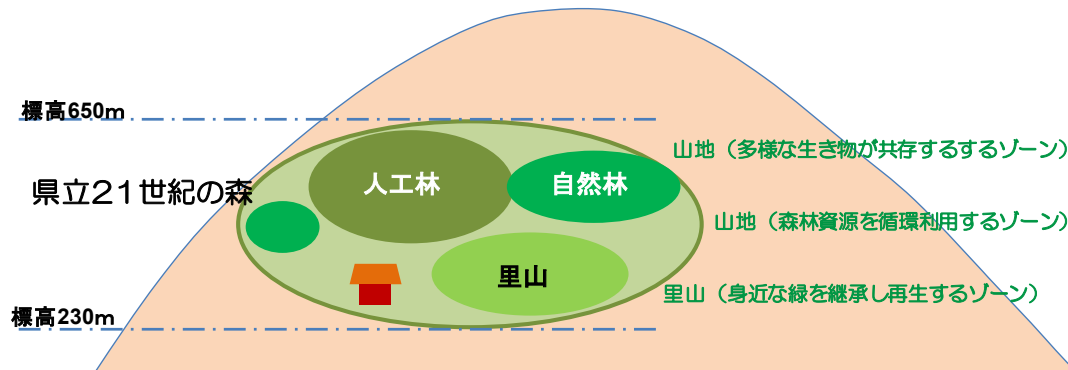 標高650m
山地（多様な生き物が共存するするゾーン）
県立２１世紀の森
人工林
自然林
山地（森林資源を循環利用するゾーン）
里山
里山（身近な緑を継承し再生するゾーン）
標高230m